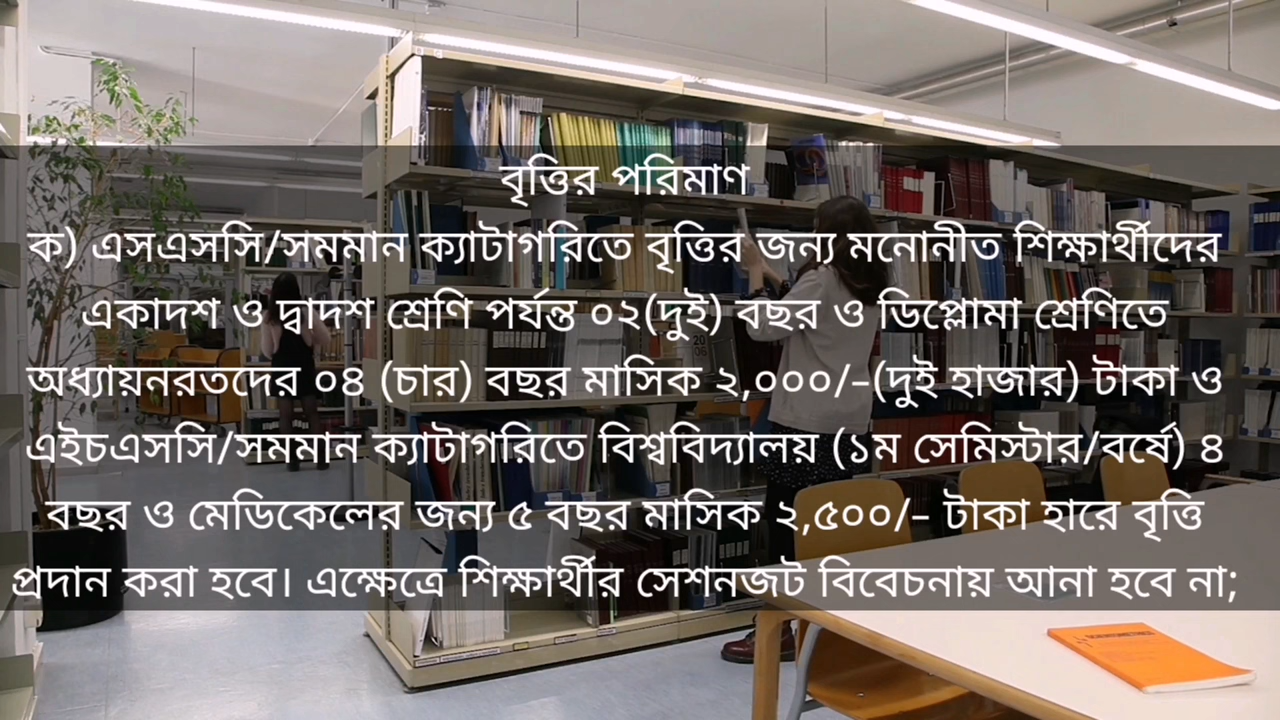 বৃত্তির পরিমাণ
ক) এসএসসি/সমমান ক্যাটাগরিতে বৃত্তির জন্য মনোনীত শিক্ষার্থীদের
একাদশ ও দ্বাদশ শ্রেণি পর্যন্ত ০২(দুই) বছর ও ডিপ্লোমা শ্রেণিতে
অধ্যায়নরতদের ০৪ (চার) বছর মাসিক ২,০০০/-(দুই হাজার) টাকা ও
এইচএসসি/সমমান ক্যাটাগরিতে বিশ্ববিদ্যালয় (১ম সেমিস্টার/বর্ষে) ৪
বছর ও মেডিকেলের জন্য ৫ বছর মাসিক ২,৫০০/- টাকা হারে বৃত্তি
প্রদান করা হবে। এক্ষেত্রে শিক্ষার্থীর সেশনজট বিবেচনায় আনা হবে না;